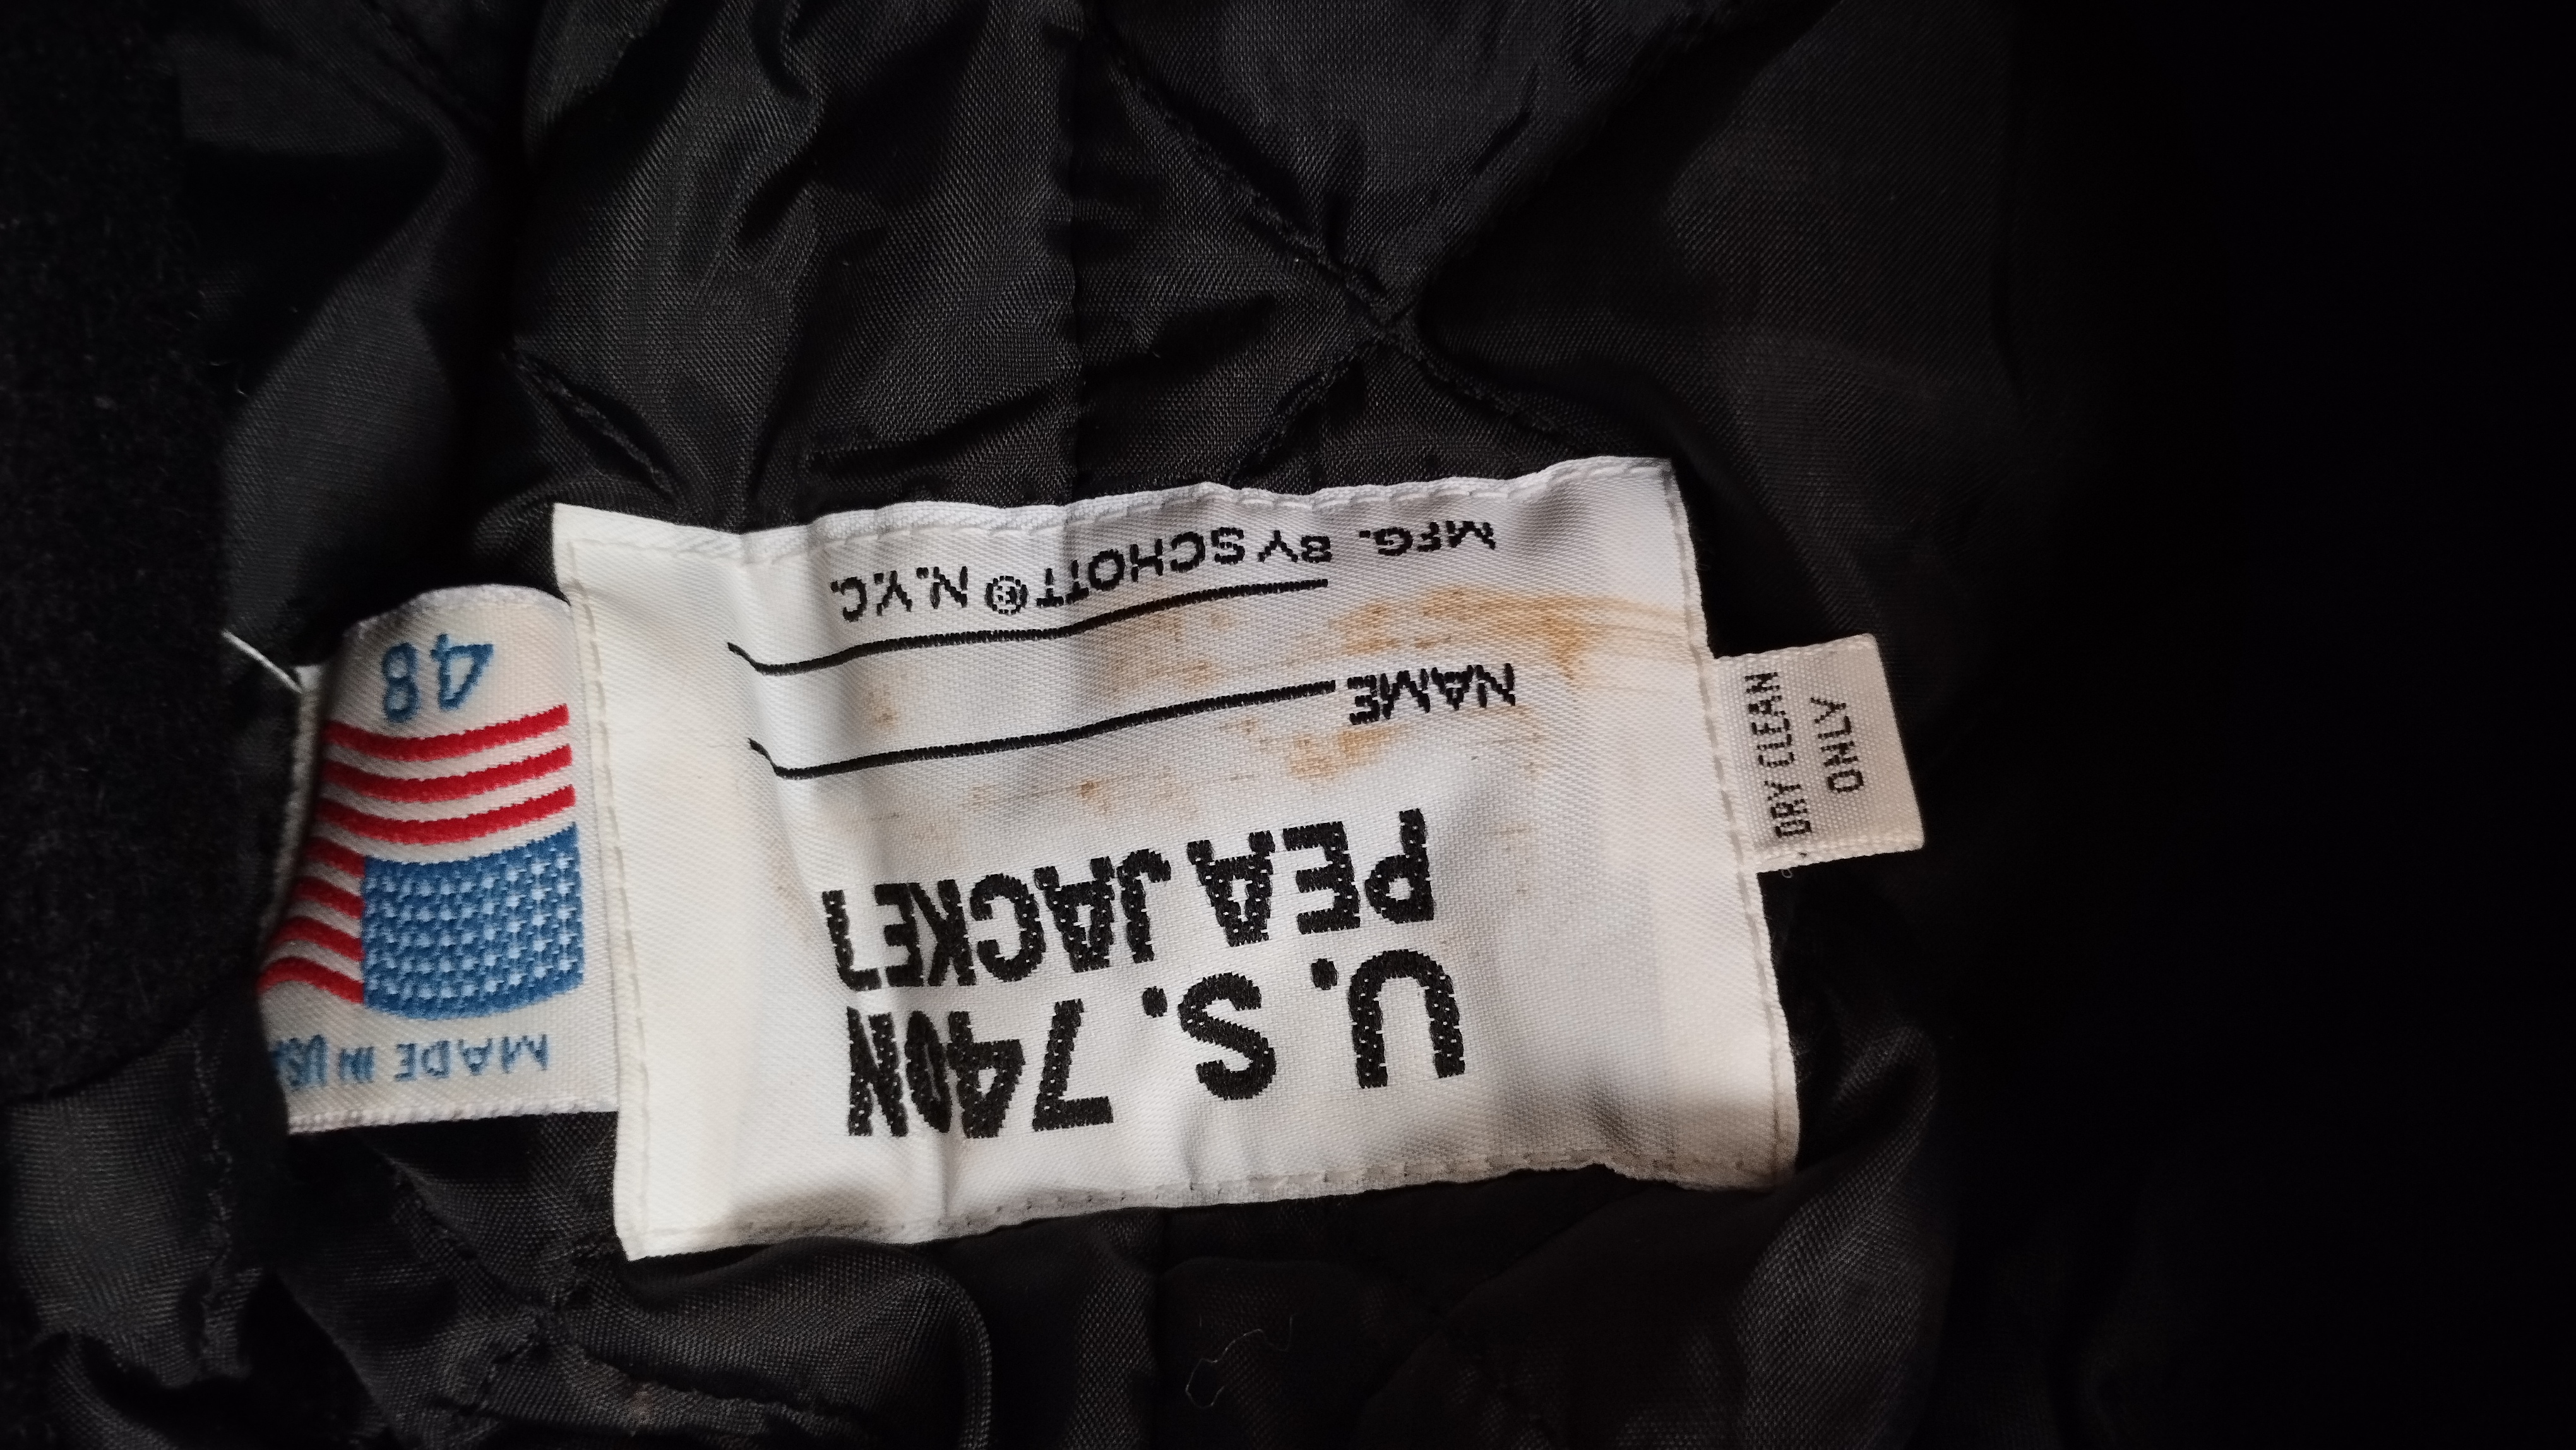 U.S. 740N
PEA JACKET
NAME
MFG. BY SCHOTT® N.Y.C.
MADE IN USA
48
DRY CLEAN
ONLY